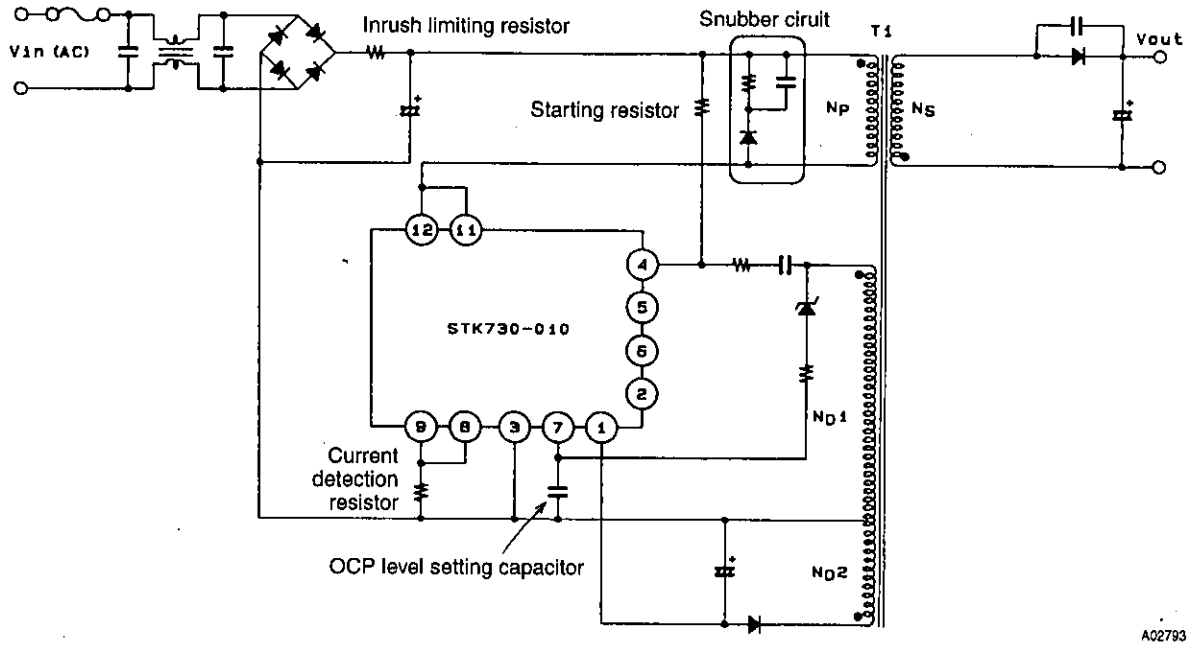 Inrush limiting resistor
Snubber ciruit
T1
Vin (AC)
Vout
Starting resistor
NP
NS
12
11
4
5
STK730-010
6
2
ND1
9
8
3
7
1
Current
detection
resistor
OCP level setting capacitor
ND2
A02793